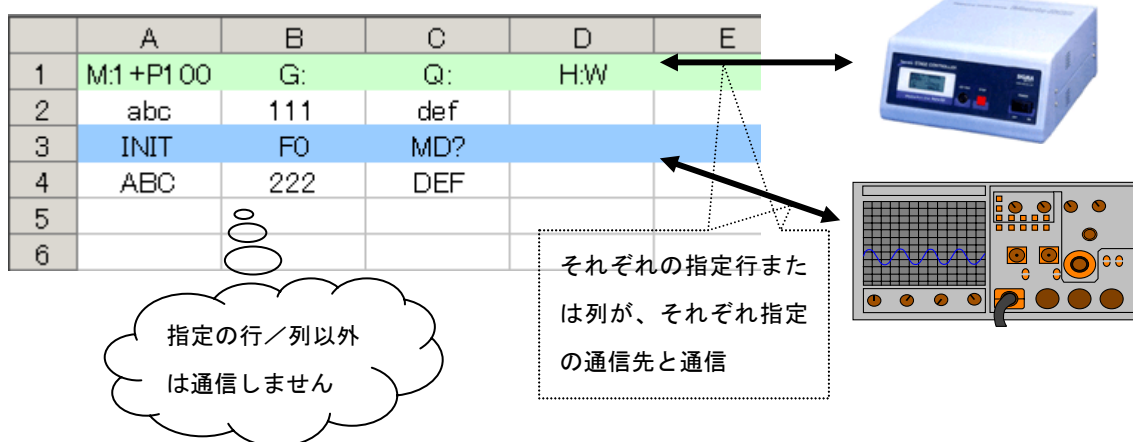 A B C D E
1 M:1+P100 G: Q: H:W
2 abc 111 def
3 INIT F0 MD?
4 ABC 222 DEF
5
6
それぞれの指定行また
は列が、それぞれ指定
の通信先と通信
指定の行／列以外
は通信しません